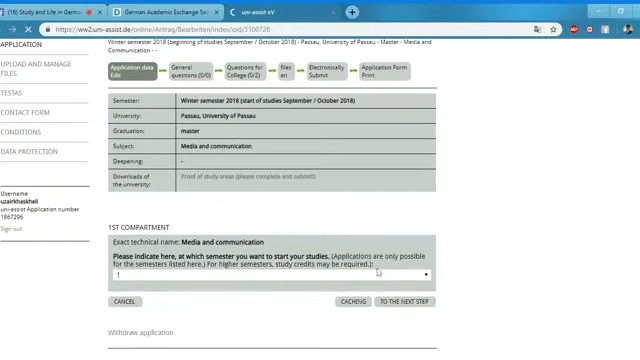 (16) Study and Life in German
German Academic Exchange Ser
uni-assist eV
https://ww2.uni-assist.de/online/Antrag/Bearbeiten/index/oid/3100728
APPLICATION
UPLOAD AND MANAGE
FILES
TESTAS
CONTACT FORM
CONDITIONS
DATA PROTECTION
Username
uzairkhaskheli
uni-assist Application number
1867296
Sign out
Winter semester 2018 (beginning of studies September / October 2018) - Passau, University of Passau - Master - Media and
Communication - -
Application data
Edit
General
questions (0/0)
Questions for
College (0/2)
files
an
Electronically
Submit
Application Form
Print
Semester: Winter semester 2018 (start of studies September / October 2018)
University: Passau, University of Passau
Graduation: master
Subject: Media and communication
Deepening: -
Downloads of Proof of study areas (please complete and submit)
the university:
1ST COMPARTMENT
Exact technical name: Media and communication
Please indicate here, at which semester you want to start your studies. (Applications are only possible
for the semesters listed here.) For higher semesters, study credits may be required.):
1
CANCEL
CACHING
TO THE NEXT STEP
Withdraw application